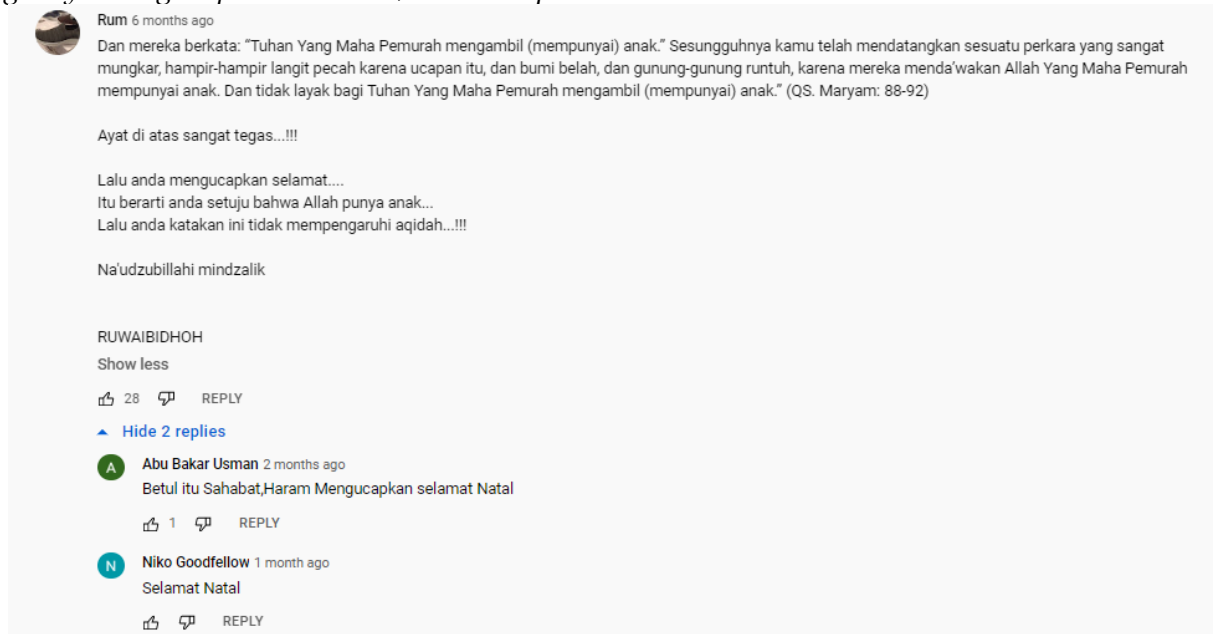 Rum 6 months ago
Dan mereka berkata: “Tuhan Yang Maha Pemurah mengambil (mempunyai) anak.” Sesungguhnya kamu telah mendatangkan sesuatu perkara yang sangat
mungkar, hampir-hampir langit pecah karena ucapan itu, dan bumi belah, dan gunung-gunung runtuh, karena mereka menda’wakan Allah Yang Maha Pemurah
mempunyai anak. Dan tidak layak bagi Tuhan Yang Maha Pemurah mengambil (mempunyai) anak.” (QS. Maryam: 88-92)
Ayat di atas sangat tegas...!!!
Lalu anda mengucapkan selamat....
Itu berarti anda setuju bahwa Allah punya anak...
Lalu anda katakan ini tidak mempengaruhi aqidah...!!!
Na'udzubillahi mindzalik
RUWAIBIDHOH
Show less
28 REPLY
Hide 2 replies
A Abu Bakar Usman 2 months ago
Betul itu Sahabat,Haram Mengucapkan selamat Natal
1 REPLY
N Niko Goodfellow 1 month ago
Selamat Natal
REPLY